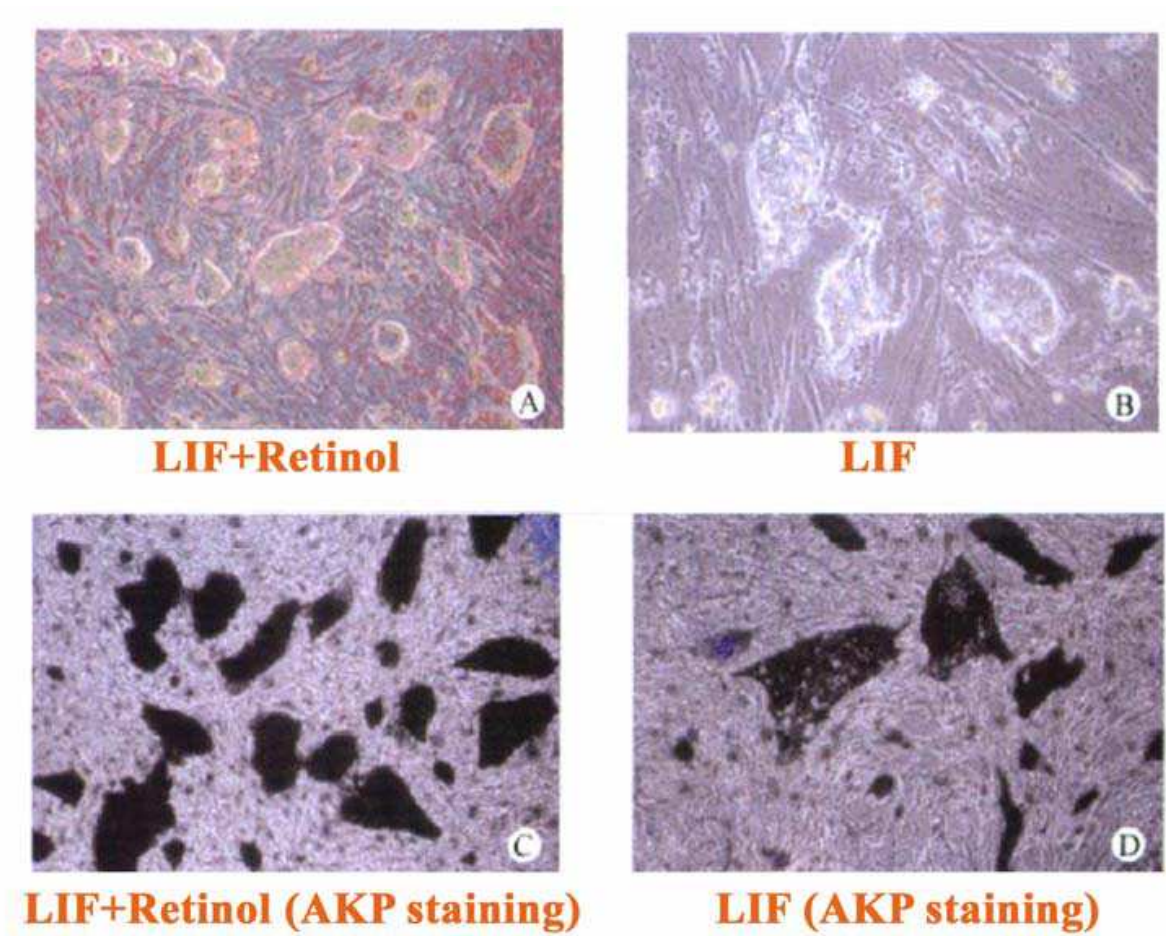 A
B
LIF+Retinol
LIF
C
D
LIF+Retinol (AKP staining)
LIF (AKP staining)